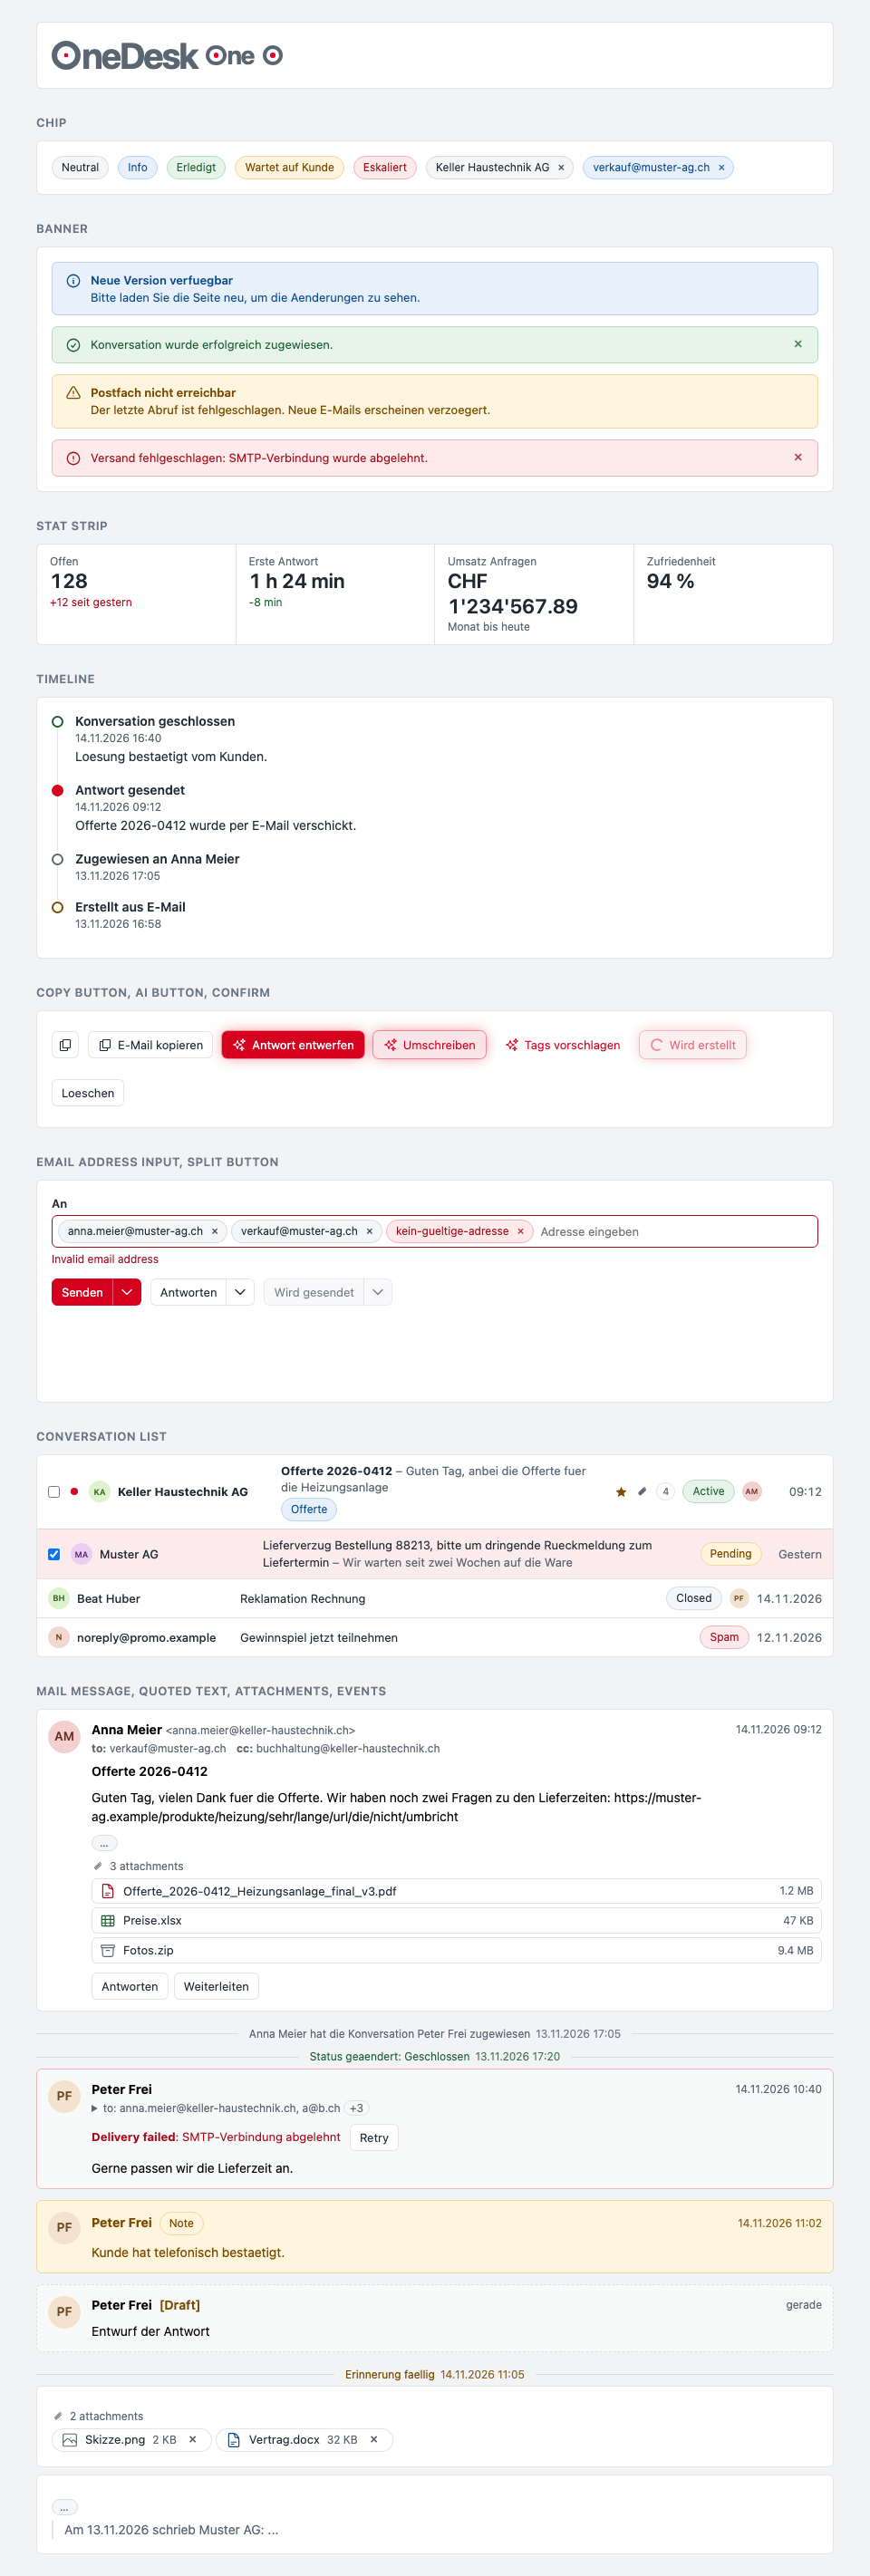 OneDesk One O
CHIP
Neutral Info Erledigt Wartet auf Kunde Eskaliert Keller Haustechnik AG × verkauf@muster-ag.ch ×
BANNER
Neue Version verfuegbar
Bitte laden Sie die Seite neu, um die Aenderungen zu sehen.
Konversation wurde erfolgreich zugewiesen. ×
Postfach nicht erreichbar
Der letzte Abruf ist fehlgeschlagen. Neue E-Mails erscheinen verzoegert.
Versand fehlgeschlagen: SMTP-Verbindung wurde abgelehnt. ×
STAT STRIP
Offen
128
+12 seit gestern
Erste Antwort
1 h 24 min
-8 min
Umsatz Anfragen
CHF
1'234'567.89
Monat bis heute
Zufriedenheit
94 %
TIMELINE
Konversation geschlossen
14.11.2026 16:40
Loesung bestaetigt vom Kunden.
Antwort gesendet
14.11.2026 09:12
Offerte 2026-0412 wurde per E-Mail verschickt.
Zugewiesen an Anna Meier
13.11.2026 17:05
Erstellt aus E-Mail
13.11.2026 16:58
COPY BUTTON, AI BUTTON, CONFIRM
E-Mail kopieren Antwort entwerfen Umschreiben Tags vorschlagen Wird erstellt
Loeschen
EMAIL ADDRESS INPUT, SPLIT BUTTON
An
anna.meier@muster-ag.ch × verkauf@muster-ag.ch × kein-gueltige-adresse × Adresse eingeben
Invalid email address
Senden Antworten Wird gesendet
CONVERSATION LIST
KA Keller Haustechnik AG
Offerte 2026-0412 – Guten Tag, anbei die Offerte fuer
die Heizungsanlage
Offerte
4 Active AM 09:12
MA Muster AG
Lieferverzug Bestellung 88213, bitte um dringende Rueckmeldung zum
Liefertermin – Wir warten seit zwei Wochen auf die Ware
Pending Gestern
BH Beat Huber Reklamation Rechnung Closed PF 14.11.2026
N noreply@promo.example Gewinnspiel jetzt teilnehmen Spam 12.11.2026
MAIL MESSAGE, QUOTED TEXT, ATTACHMENTS, EVENTS
AM Anna Meier <anna.meier@keller-haustechnik.ch> 14.11.2026 09:12
to: verkauf@muster-ag.ch cc: buchhaltung@keller-haustechnik.ch
Offerte 2026-0412
Guten Tag, vielen Dank fuer die Offerte. Wir haben noch zwei Fragen zu den Lieferzeiten: https://muster-
ag.example/produkte/heizung/sehr/lange/url/die/nicht/umbricht
...
3 attachments
Offerte_2026-0412_Heizungsanlage_final_v3.pdf 1.2 MB
Preise.xlsx 47 KB
Fotos.zip 9.4 MB
Antworten Weiterleiten
Anna Meier hat die Konversation Peter Frei zugewiesen 13.11.2026 17:05
Status geaendert: Geschlossen 13.11.2026 17:20
PF Peter Frei 14.11.2026 10:40
to: anna.meier@keller-haustechnik.ch, a@b.ch +3
Delivery failed: SMTP-Verbindung abgelehnt Retry
Gerne passen wir die Lieferzeit an.
PF Peter Frei Note 14.11.2026 11:02
Kunde hat telefonisch bestaetigt.
PF Peter Frei [Draft] gerade
Entwurf der Antwort
Erinnerung faellig 14.11.2026 11:05
2 attachments
Skizze.png 2 KB × Vertrag.docx 32 KB ×
...
Am 13.11.2026 schrieb Muster AG: ...